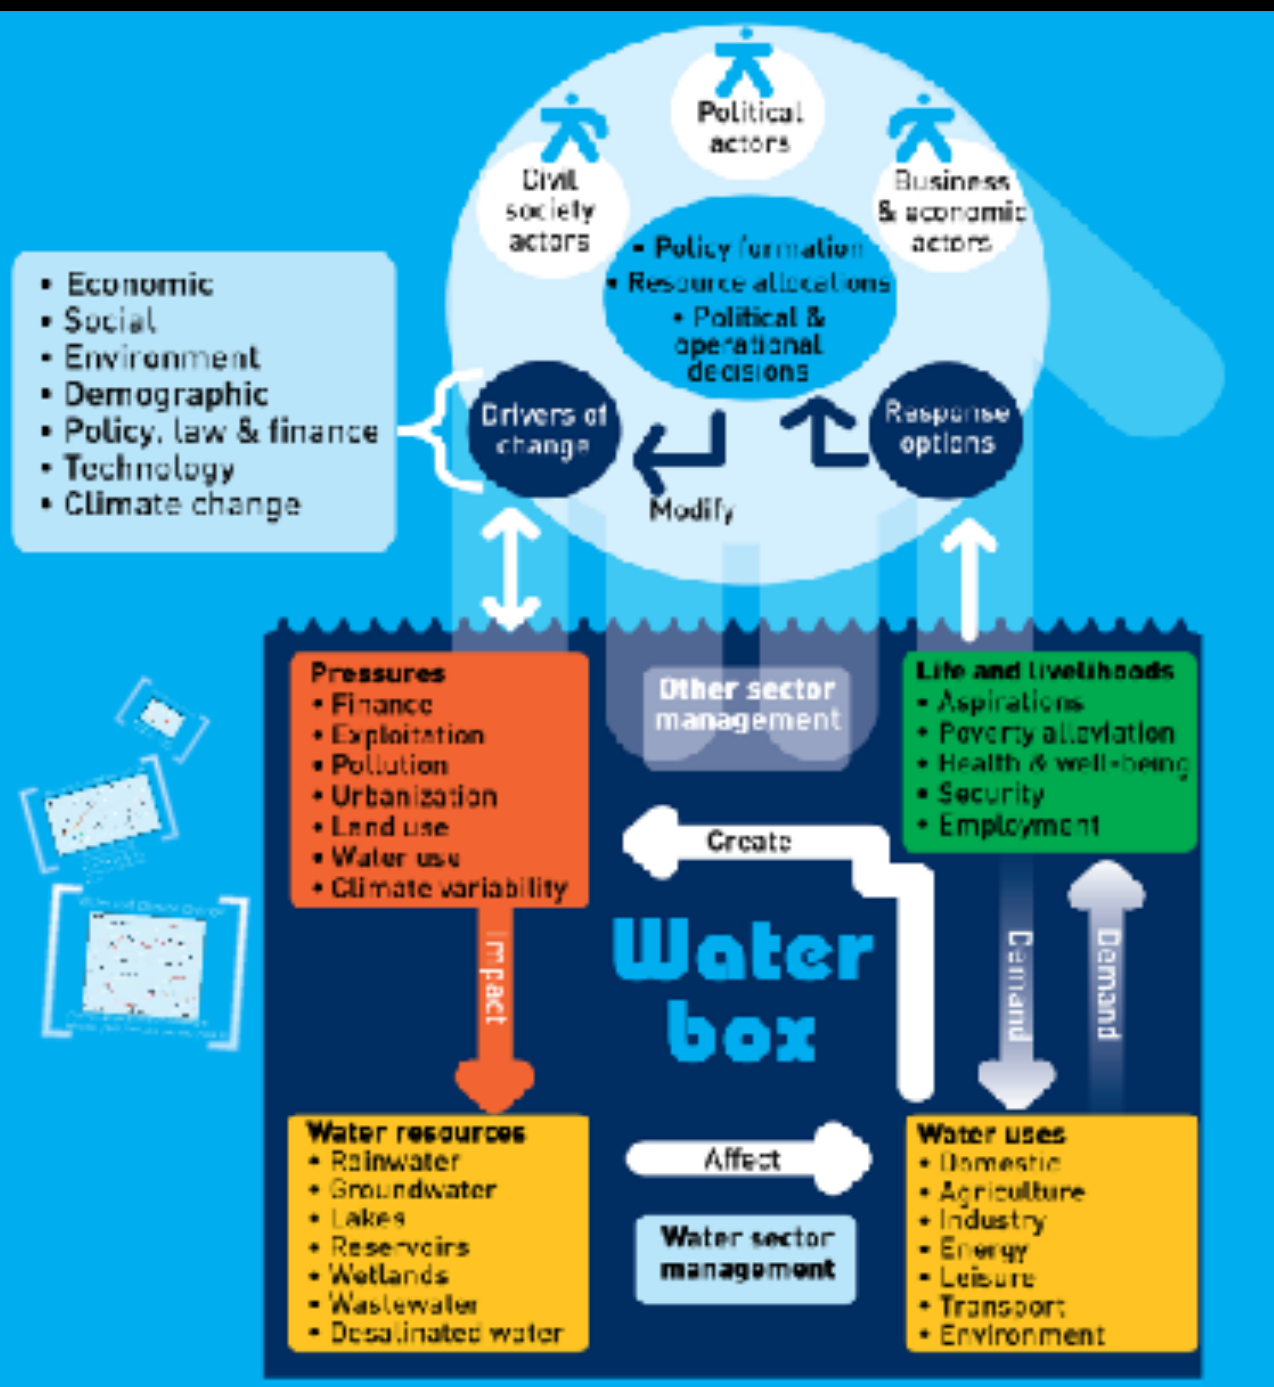 Political
actors
Civil
society
actors
Business
& economic
actors
• Policy formation
• Resource allocations
• Political &
operational
decisions
• Economic
• Social
• Environment
• Demographic
• Policy, law & finance
• Technology
• Climate change
Drivers of
change
Response
options
Modify
Pressures
• Finance
• Exploitation
• Pollution
• Urbanization
• Land use
• Water use
• Climate variability
Other sector
management
Life and livelihoods
• Aspirations
• Poverty alleviation
• Health & well-being
• Security
• Employment
Create
Impact
Water
box
Demand
Demand
Water resources
• Rainwater
• Groundwater
• Lakes
• Reservoirs
• Wetlands
• Wastewater
• Desalinated water
Affect
Water sector
management
Water uses
• Domestic
• Agriculture
• Industry
• Energy
• Leisure
• Transport
• Environment